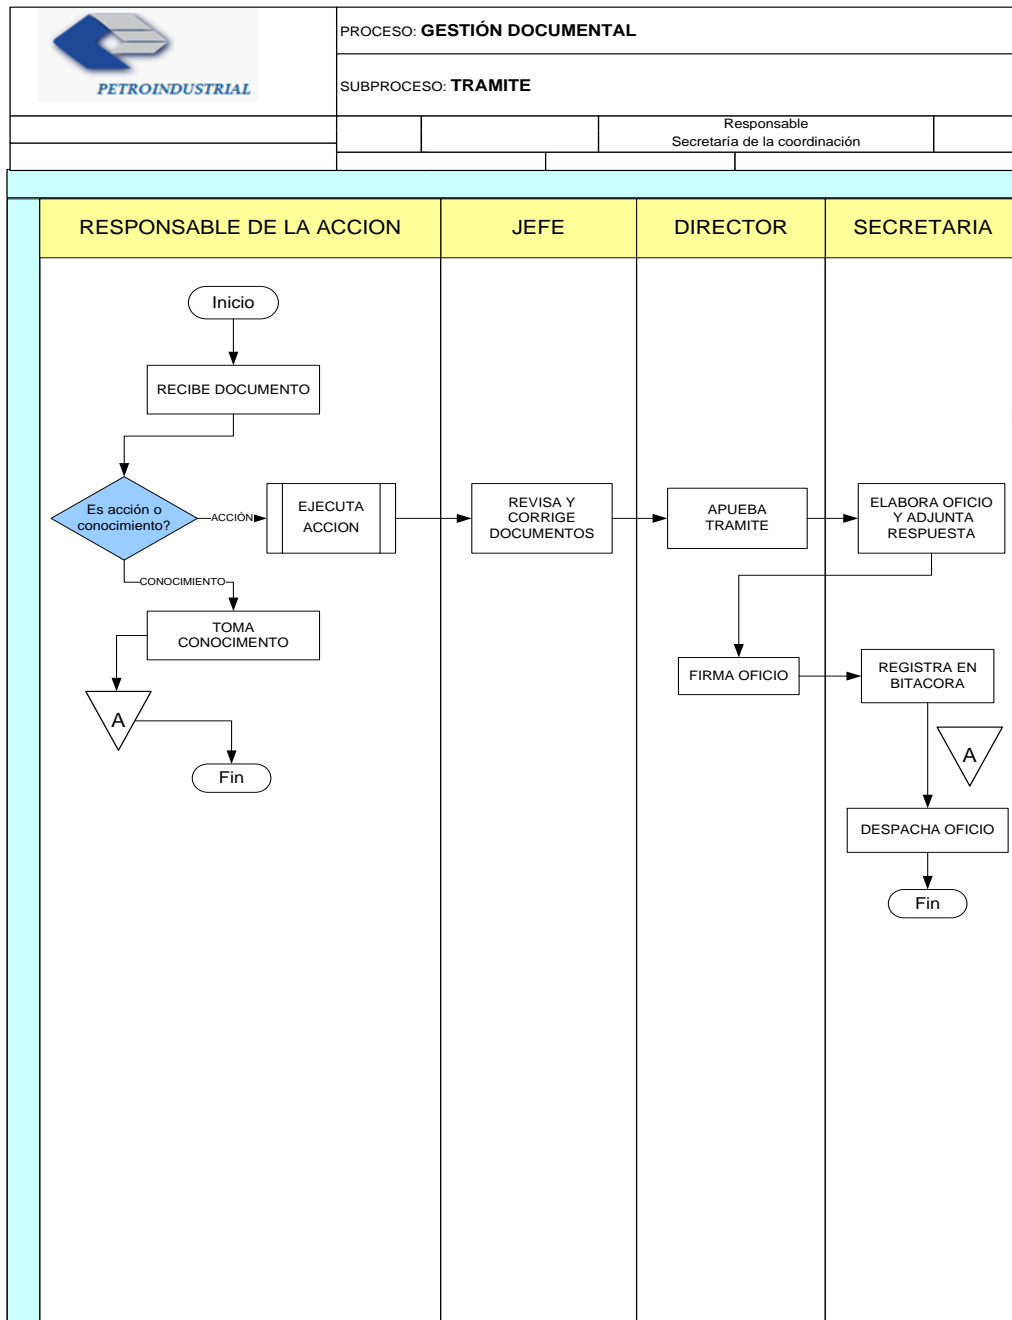 PETROINDUSTRIAL
PROCESO: GESTIÓN DOCUMENTAL
SUBPROCESO: TRAMITE
Responsable
Secretaría de la coordinación
RESPONSABLE DE LA ACCION
JEFE
DIRECTOR
SECRETARIA
Inicio
RECIBE DOCUMENTO
Es acción o
conocimiento?
ACCIÓN
EJECUTA
ACCION
REVISA Y
CORRIGE
DOCUMENTOS
APUEBA
TRAMITE
ELABORA OFICIO
Y ADJUNTA
RESPUESTA
CONOCIMIENTO
TOMA
CONOCIMENTO
FIRMA OFICIO
REGISTRA EN
BITACORA
A
A
Fin
DESPACHA OFICIO
Fin